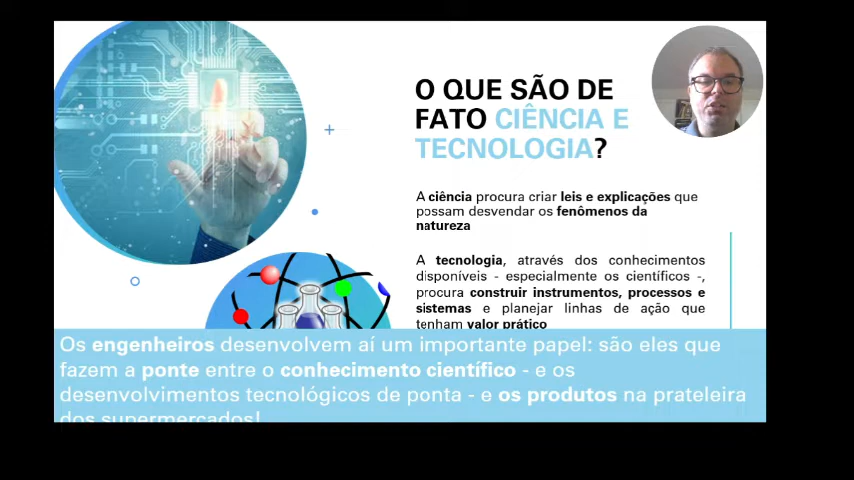 O QUE SÃO DE
FATO CIÊNCIA E
TECNOLOGIA?
A ciência procura criar leis e explicações que
possam desvendar os fenômenos da
natureza
A tecnologia, através dos conhecimentos
disponíveis - especialmente os científicos -,
procura construir instrumentos, processos e
sistemas e planejar linhas de ação que
tenham valor prático
Os engenheiros desenvolvem aí um importante papel: são eles que
fazem a ponte entre o conhecimento científico - e os
desenvolvimentos tecnológicos de ponta - e os produtos na prateleira
dos supermercados!